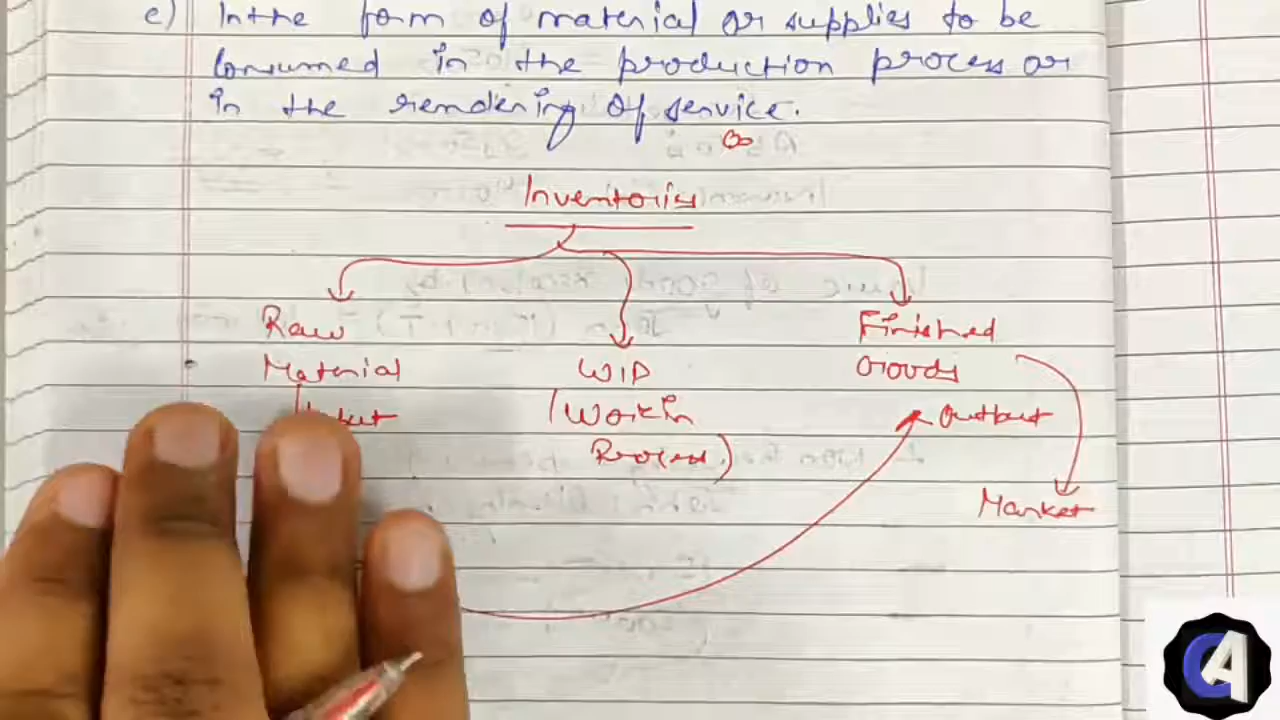 c) In the form of material or supplies to be
consumed in the production process or
in the rendering of service.
Inventories
Raw
Material
WIP
(Work in
Process)
Finished
Goods
Output
Market
CA